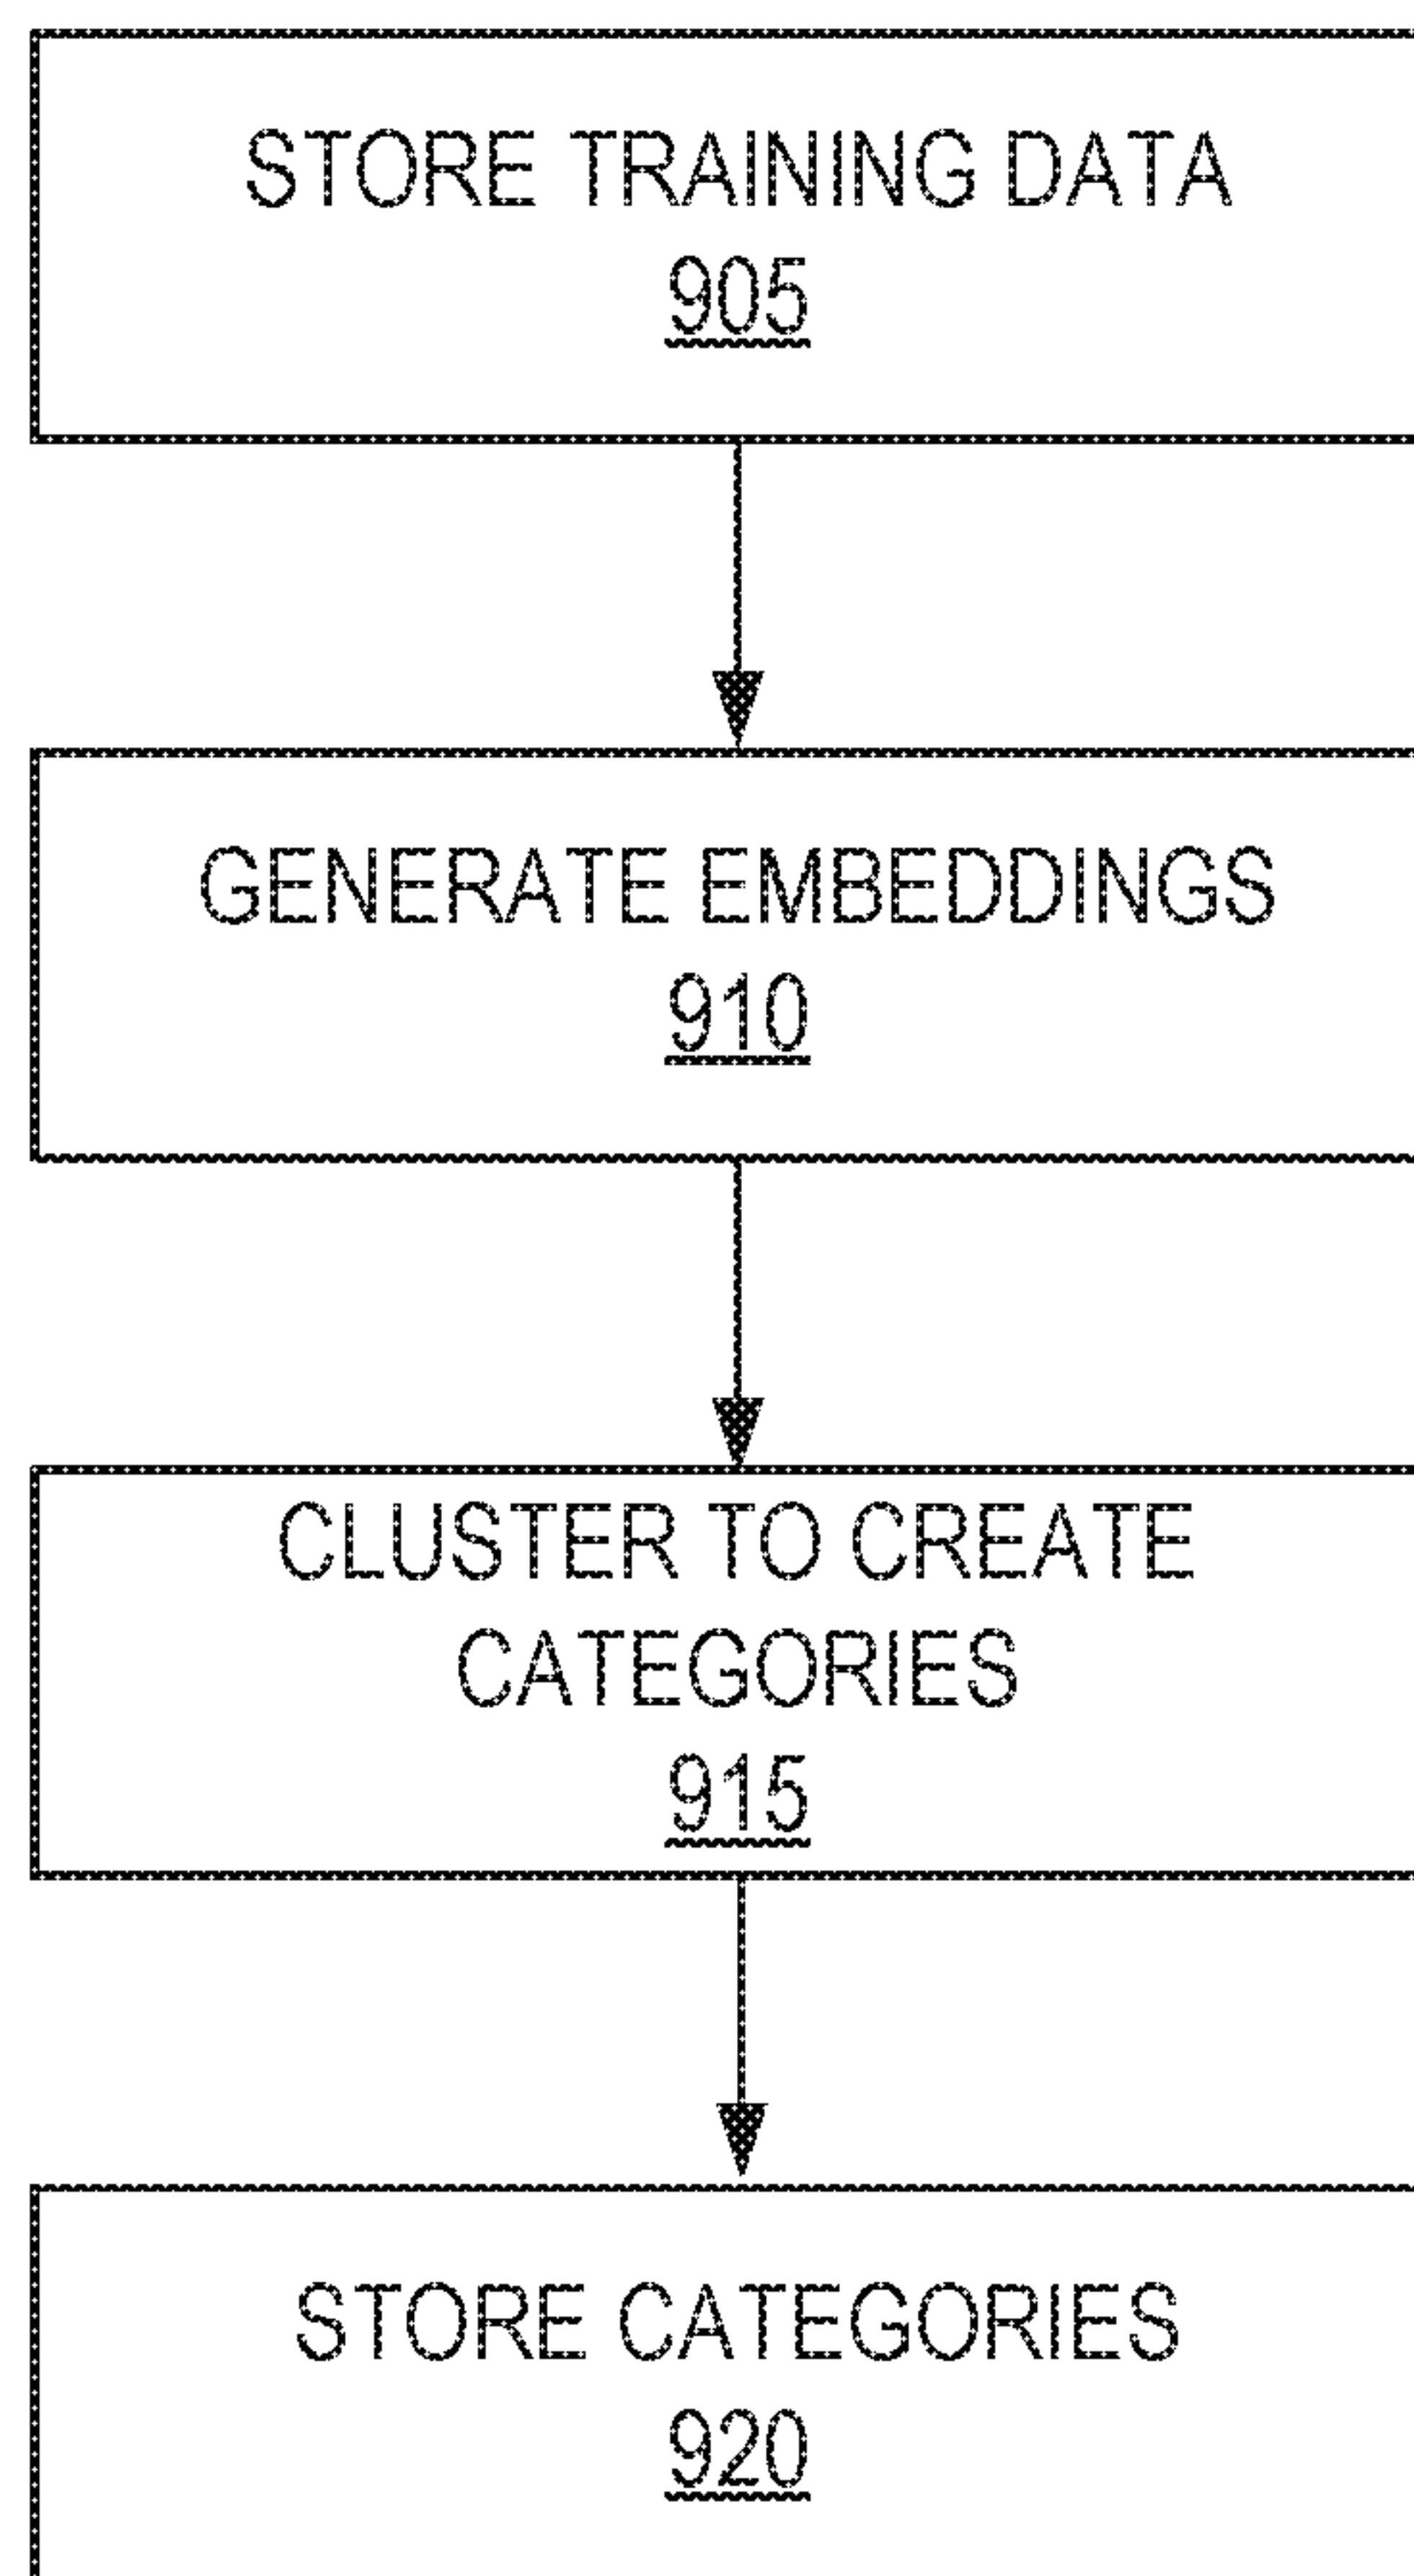 STORE TRAINING DATA
905
GENERATE EMBEDDINGS
910
CLUSTER TO CREATE
CATEGORIES
915
STORE CATEGORIES
920